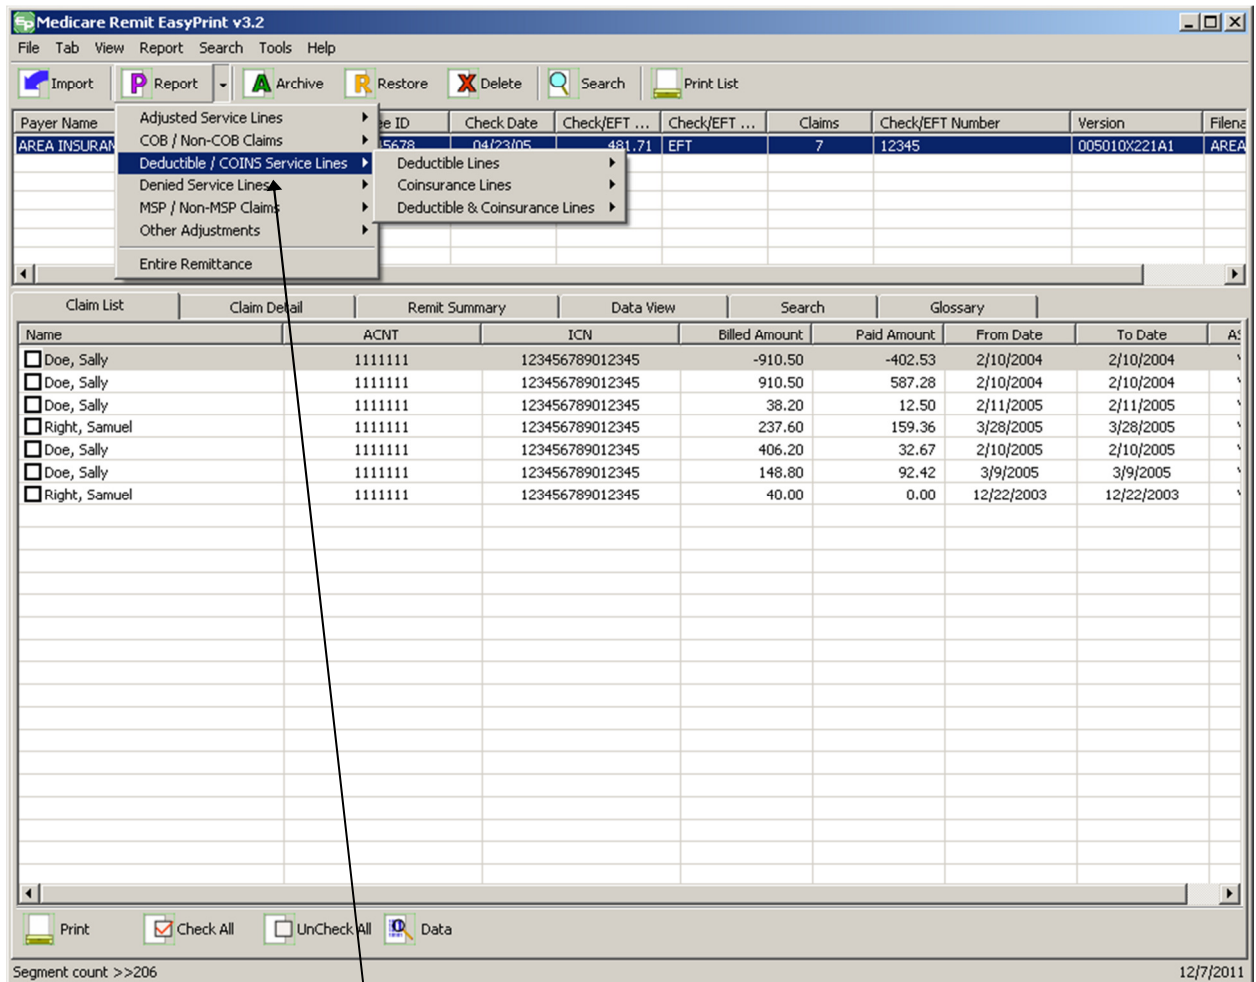 Medicare Remit EasyPrint v3.2
File Tab View Report Search Tools Help
Import Report Archive Restore Delete Search Print List
Payer Name ee ID Check Date Check/EFT ... Check/EFT ... Claims Check/EFT Number Version Filena
AREA INSURAN 5678 04/23/05 481.71 EFT 7 12345 005010X221A1 AREA
Adjusted Service Lines
COB / Non-COB Claims
Deductible / COINS Service Lines
Denied Service Lines
MSP / Non-MSP Claims
Other Adjustments
Entire Remittance
Deductible Lines
Coinsurance Lines
Deductible & Coinsurance Lines
Claim List Claim Detail Remit Summary Data View Search Glossary
Name ACNT ICN Billed Amount Paid Amount From Date To Date AS
Doe, Sally 1111111 123456789012345 -910.50 -402.53 2/10/2004 2/10/2004
Doe, Sally 1111111 123456789012345 910.50 587.28 2/10/2004 2/10/2004
Doe, Sally 1111111 123456789012345 38.20 12.50 2/11/2005 2/11/2005
Right, Samuel 1111111 123456789012345 237.60 159.36 3/28/2005 3/28/2005
Doe, Sally 1111111 123456789012345 406.20 32.67 2/10/2005 2/10/2005
Doe, Sally 1111111 123456789012345 148.80 92.42 3/9/2005 3/9/2005
Right, Samuel 1111111 123456789012345 40.00 0.00 12/22/2003 12/22/2003
Print Check All UnCheck All Data
Segment count >>206 12/7/2011